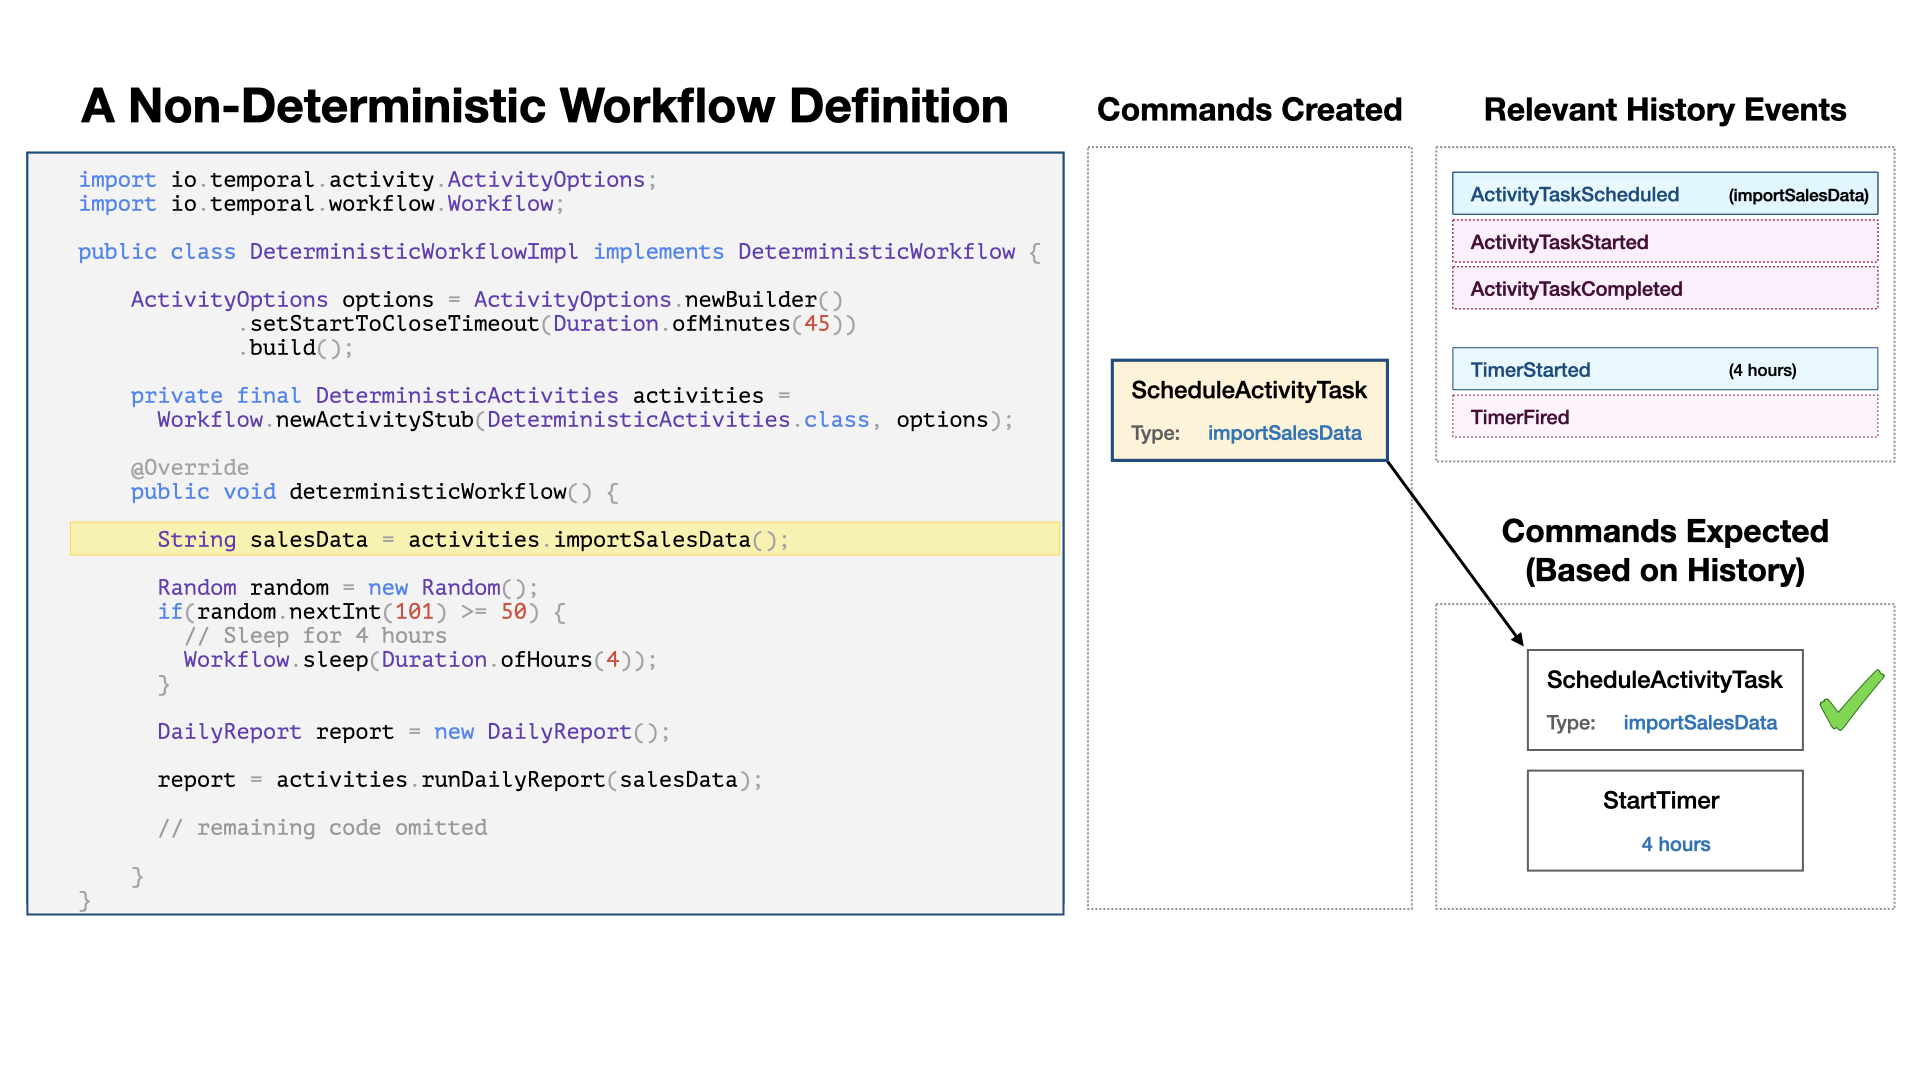 A Non-Deterministic Workflow Definition
import io.temporal.activity.ActivityOptions;
import io.temporal.workflow.Workflow;
public class DeterministicWorkflowImpl implements DeterministicWorkflow {
ActivityOptions options = ActivityOptions.newBuilder()
.setStartToCloseTimeout(Duration.ofMinutes(45))
.build();
private final DeterministicActivities activities =
Workflow.newActivityStub(DeterministicActivities.class, options);
@Override
public void deterministicWorkflow() {
String salesData = activities.importSalesData();
Random random = new Random();
if(random.nextInt(101) >= 50) {
// Sleep for 4 hours
Workflow.sleep(Duration.ofHours(4));
}
DailyReport report = new DailyReport();
report = activities.runDailyReport(salesData);
// remaining code omitted
}
}
Commands Created
ScheduleActivityTask
Type: importSalesData
Relevant History Events
ActivityTaskScheduled (importSalesData)
ActivityTaskStarted
ActivityTaskCompleted
TimerStarted (4 hours)
TimerFired
Commands Expected
(Based on History)
ScheduleActivityTask
Type: importSalesData
StartTimer
4 hours